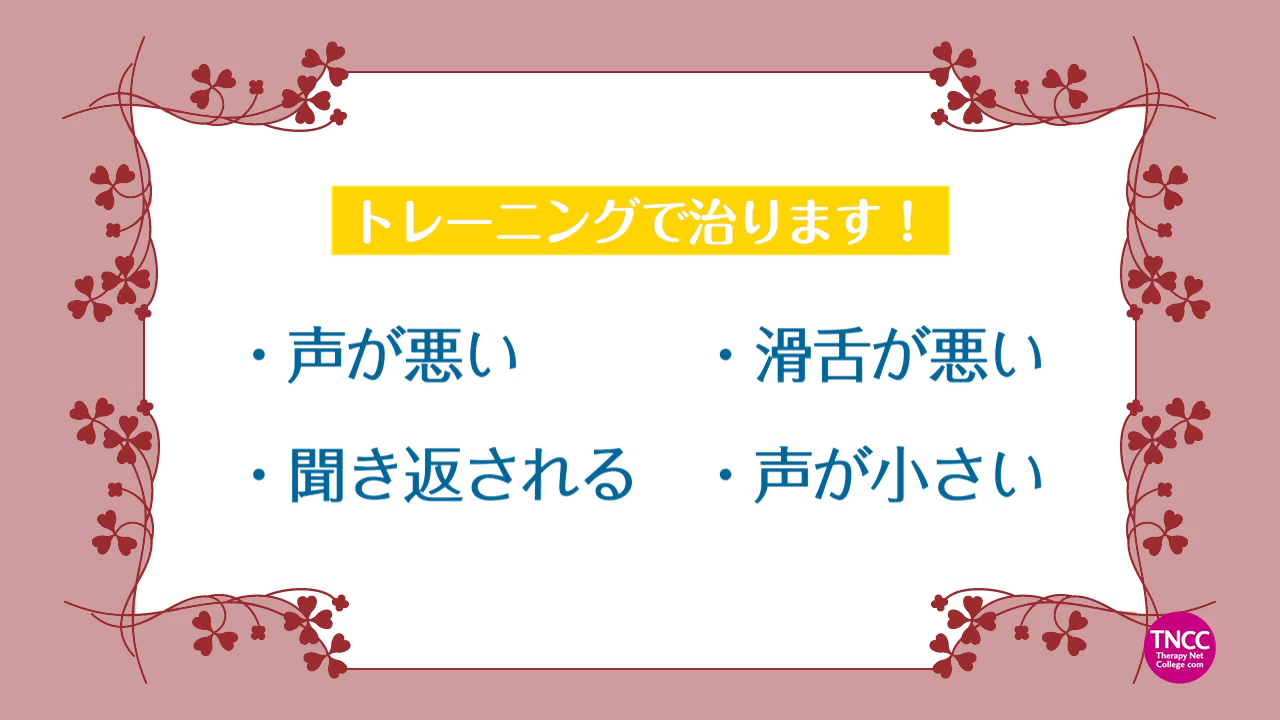 トレーニングで治ります！
・声が悪い
・滑舌が悪い
・聞き返される
・声が小さい
TNCC
Therapy Net
College com